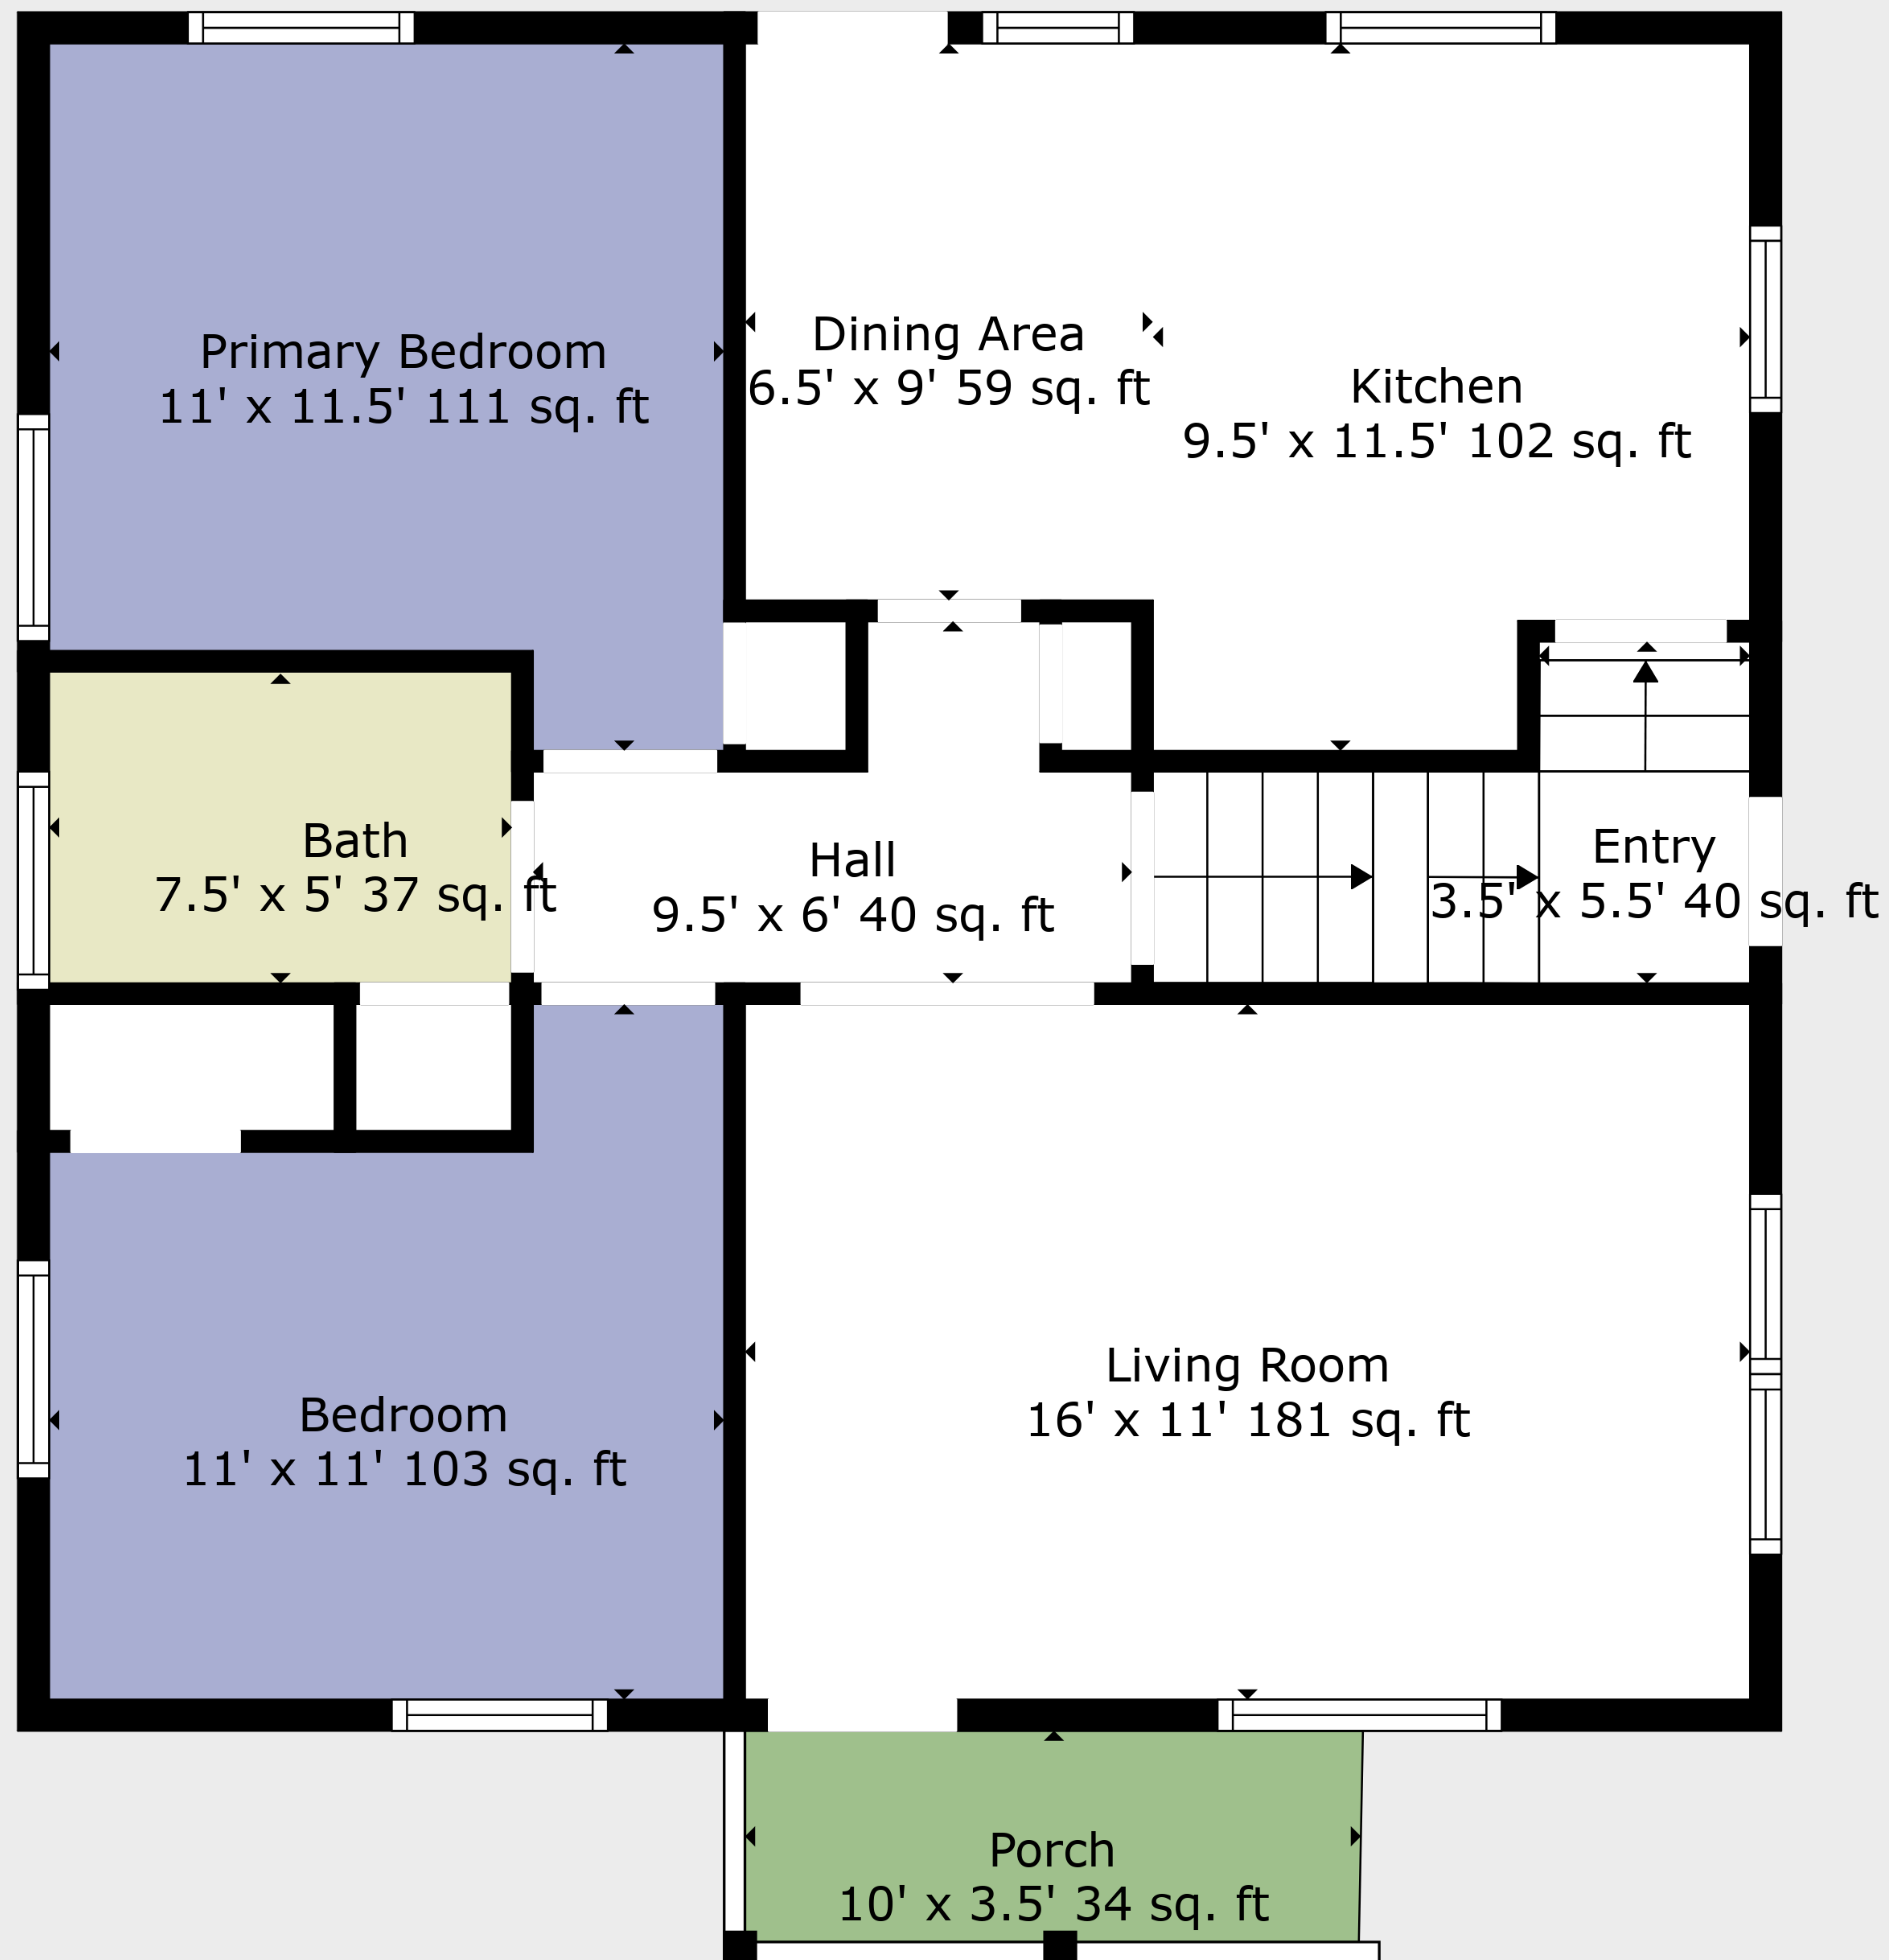 Primary Bedroom
11' x 11.5' 111 sq. ft
Dining Area
6.5' x 9' 59 sq. ft
Kitchen
9.5' x 11.5' 102 sq. ft
Bath
7.5' x 5' 37 sq. ft
Hall
9.5' x 6' 40 sq. ft
Entry
3.5' x 5.5' 40 sq. ft
Living Room
16' x 11' 181 sq. ft
Bedroom
11' x 11' 103 sq. ft
Porch
10' x 3.5' 34 sq. ft